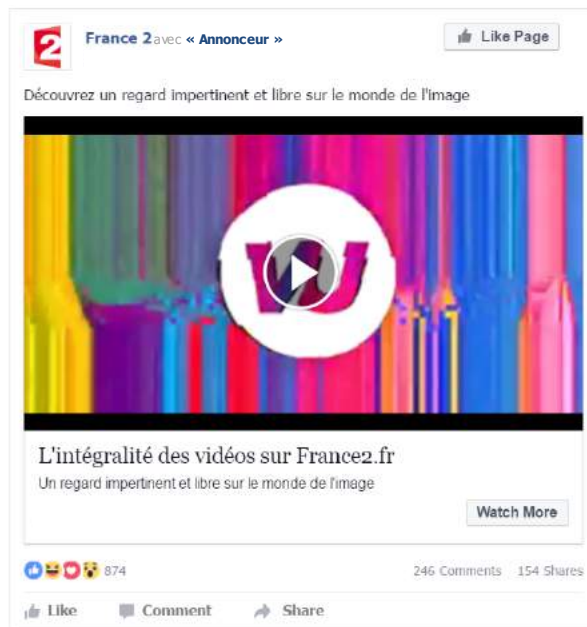 2
France 2 avec « Annonceur »
Like Page
Découvrez un regard impertinent et libre sur le monde de l'image
VU
L'intégralité des vidéos sur France2.fr
Un regard impertinent et libre sur le monde de l'image
Watch More
874
246 Comments 154 Shares
Like Comment Share